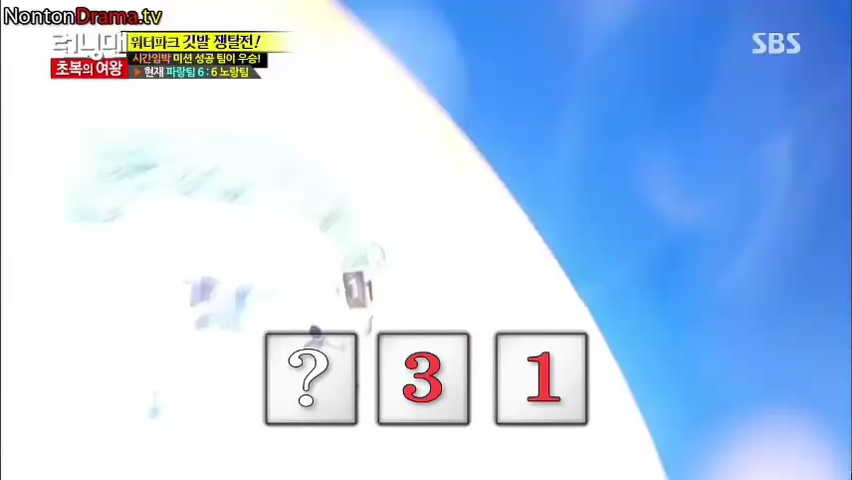 NontonDrama.tv
런닝맨
워터파크 깃발 쟁탈전!
SBS
초복의 여왕
시간임박 미션 성공 팀이 우승!
현재 파랑팀 6 : 6 노랑팀
1
? 3 1